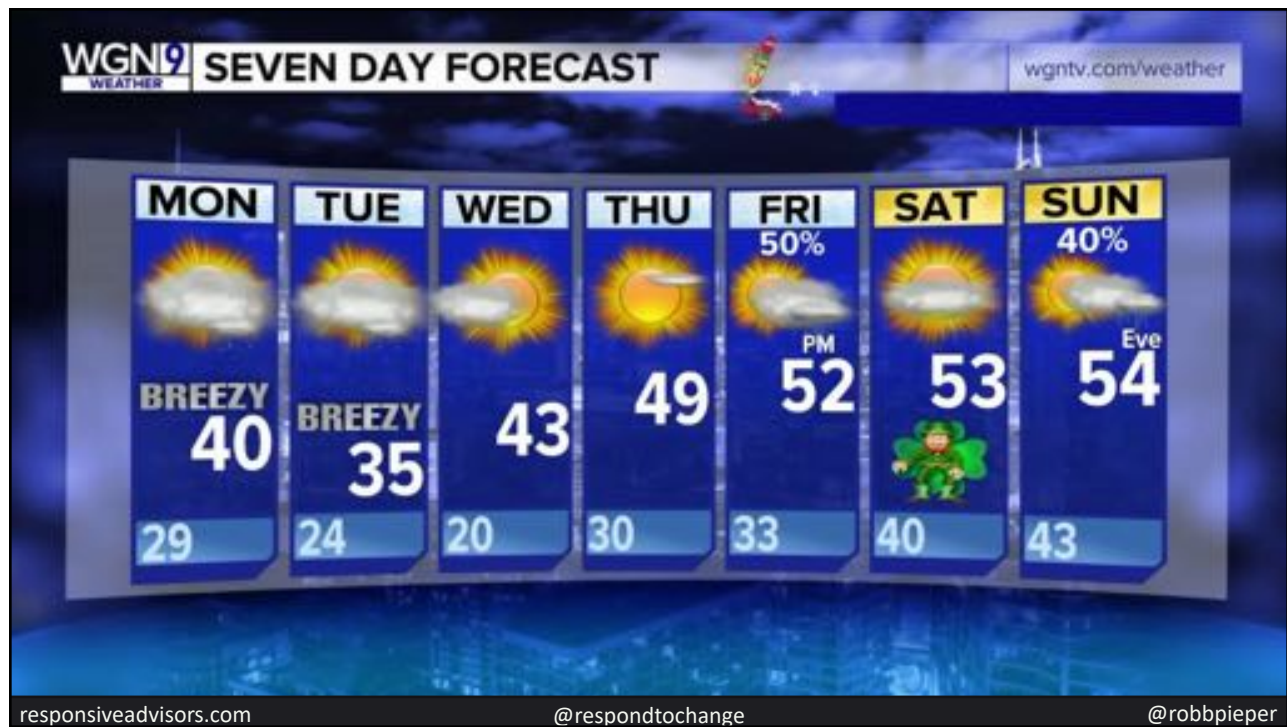 WGN9
WEATHER
SEVEN DAY FORECAST
wgntv.com/weather
MON
BREEZY
40
29
TUE
BREEZY
35
24
WED
43
20
THU
49
30
FRI
50%
PM
52
33
SAT
53
40
SUN
40%
Eve
54
43
responsiveadvisors.com
@respondtochange
@robbpieper